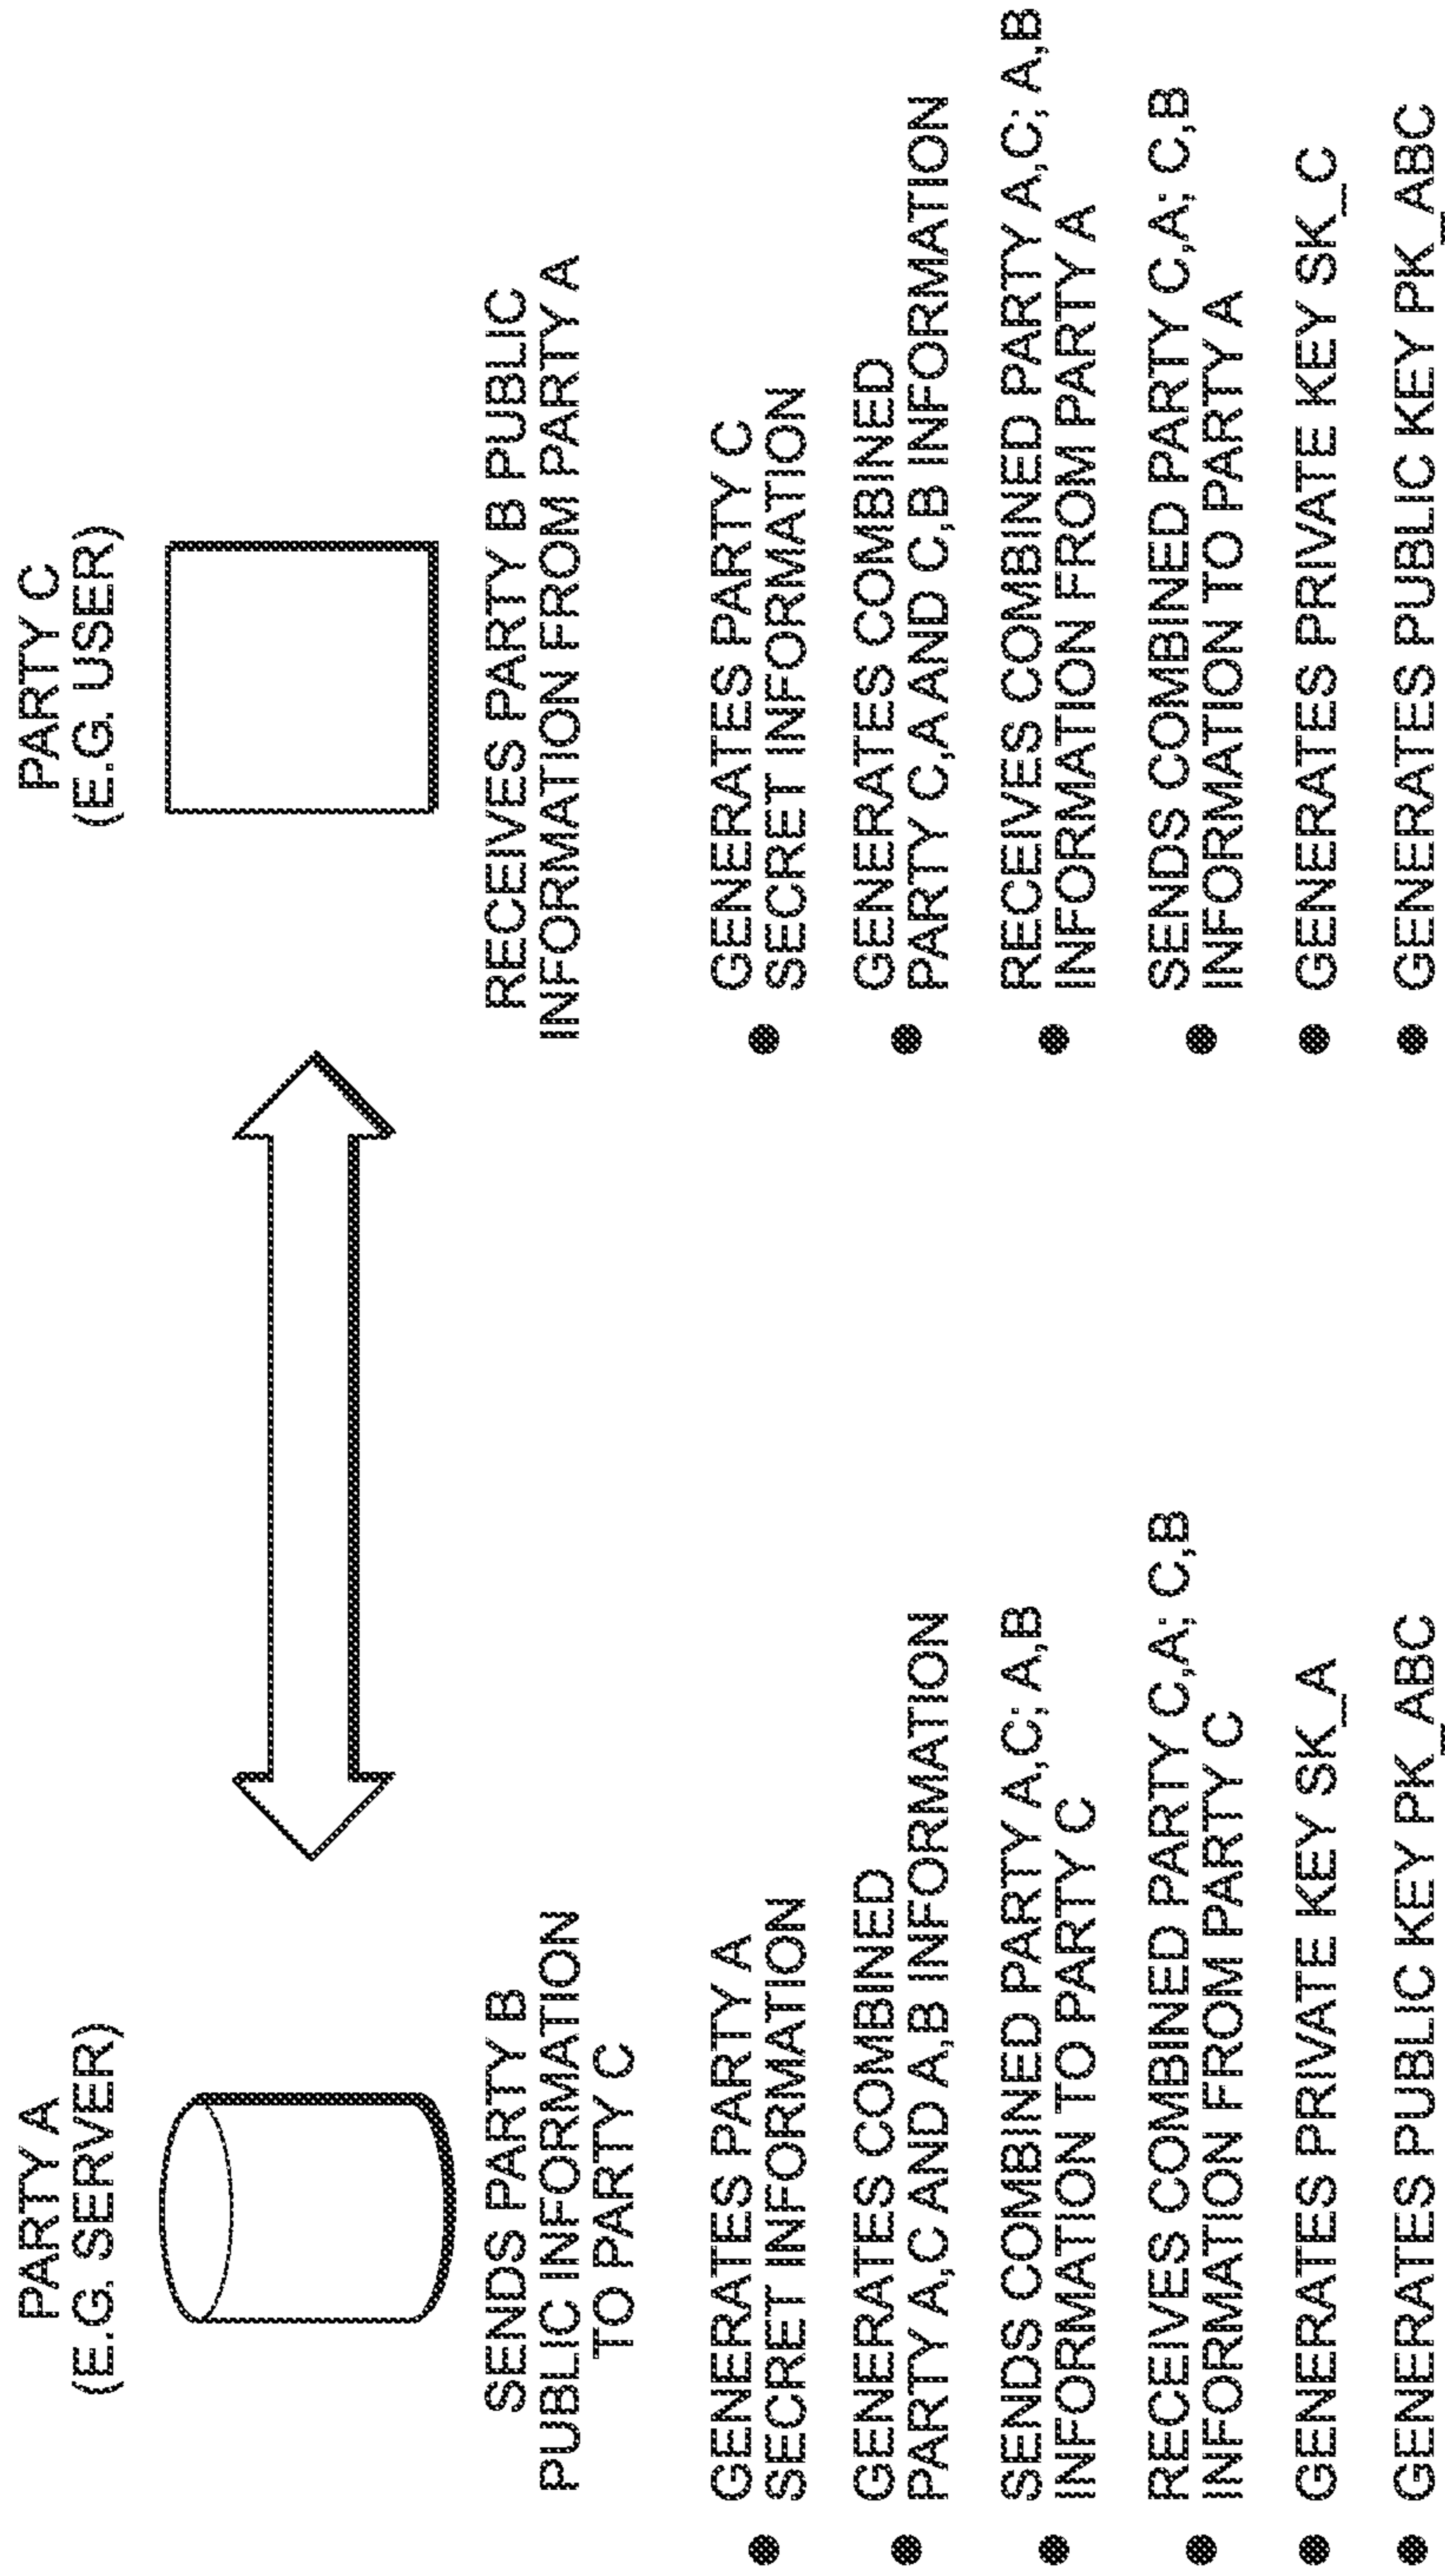 PARTY A
(E.G. SERVER)
SENDS PARTY B
PUBLIC INFORMATION
TO PARTY C
● GENERATES PARTY A
SECRET INFORMATION
● GENERATES COMBINED
PARTY A,C AND A,B INFORMATION
● SENDS COMBINED PARTY A,C; A,B
INFORMATION TO PARTY C
● RECEIVES COMBINED PARTY C,A; C,B
INFORMATION FROM PARTY C
● GENERATES PRIVATE KEY SK_A
● GENERATES PUBLIC KEY PK_ABC
PARTY C
(E.G. USER)
RECEIVES PARTY B PUBLIC
INFORMATION FROM PARTY A
● GENERATES PARTY C
SECRET INFORMATION
● GENERATES COMBINED
PARTY C,A AND C,B INFORMATION
● RECEIVES COMBINED PARTY A,C; A,B
INFORMATION FROM PARTY A
● SENDS COMBINED PARTY C,A; C,B
INFORMATION TO PARTY A
● GENERATES PRIVATE KEY SK_C
● GENERATES PUBLIC KEY PK_ABC